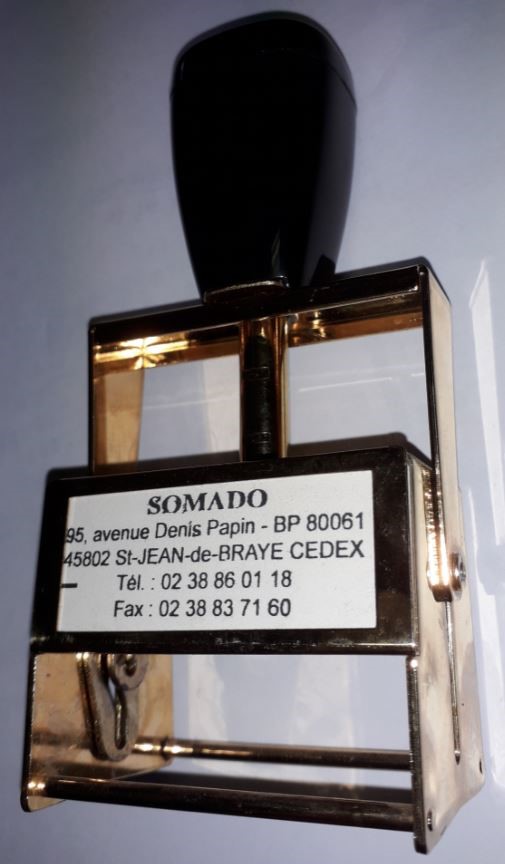 SOMADO
95, avenue Denis Papin - BP 80061
45802 St-JEAN-de-BRAYE CEDEX
Tél. : 02 38 86 01 18
Fax : 02 38 83 71 60